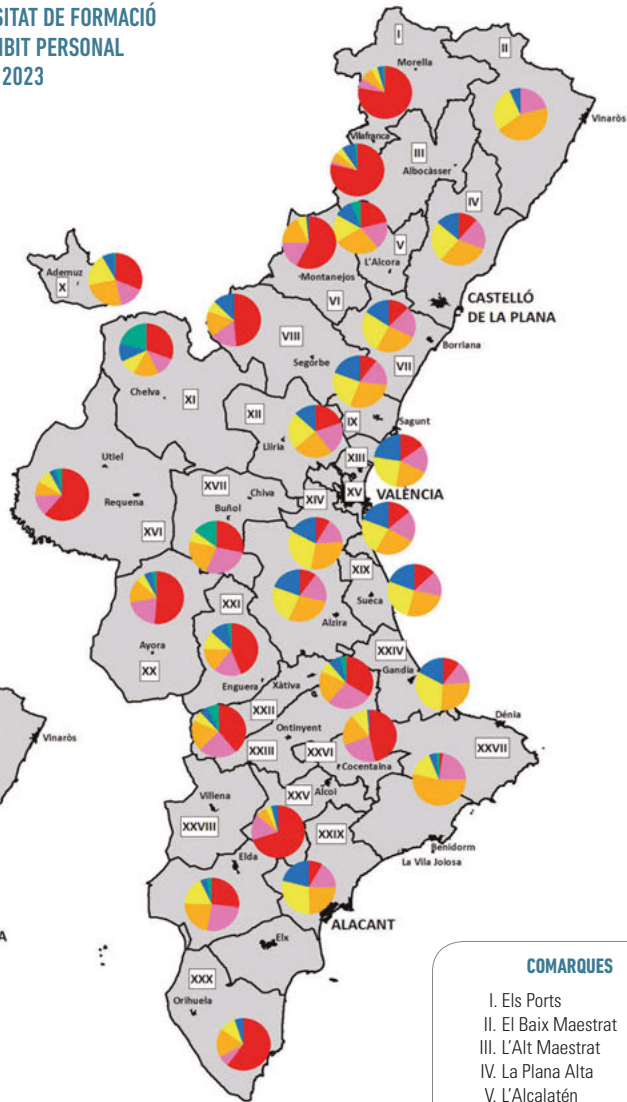 SITAT DE FORMACIÓ
BIT PERSONAL
2023
I
II
Morella
Vinaròs
Vilafranca
III
Albocàsser
IV
V
L'Alcora
Ademuz
X
Montanejos
CASTELLÓ
DE LA PLANA
VI
VIII
Borriana
Segorbe
VII
Chelva
XI
XII
IX
Llíria
Sagunt
XIII
Utiel
XVII
Chiva
XV
VALÈNCIA
Requena
XIV
Buñol
XVI
XIX
XXI
Sueca
Alzira
Ayora
XX
XXIV
Enguera
Xàtiva
Gandia
XXII
Dénia
Vinaròs
Ontinyent
XXIII
XXVI
XXVII
Cocentaina
XXV
Alcoi
Villena
XXVIII
XXIX
Benidorm
Elda
La Vila Joiosa
ALACANT
A
Elx
COMARQUES
XXX
I. Els Ports
Orihuela
II. El Baix Maestrat
III. L'Alt Maestrat
IV. La Plana Alta
V. L'Alcalatén